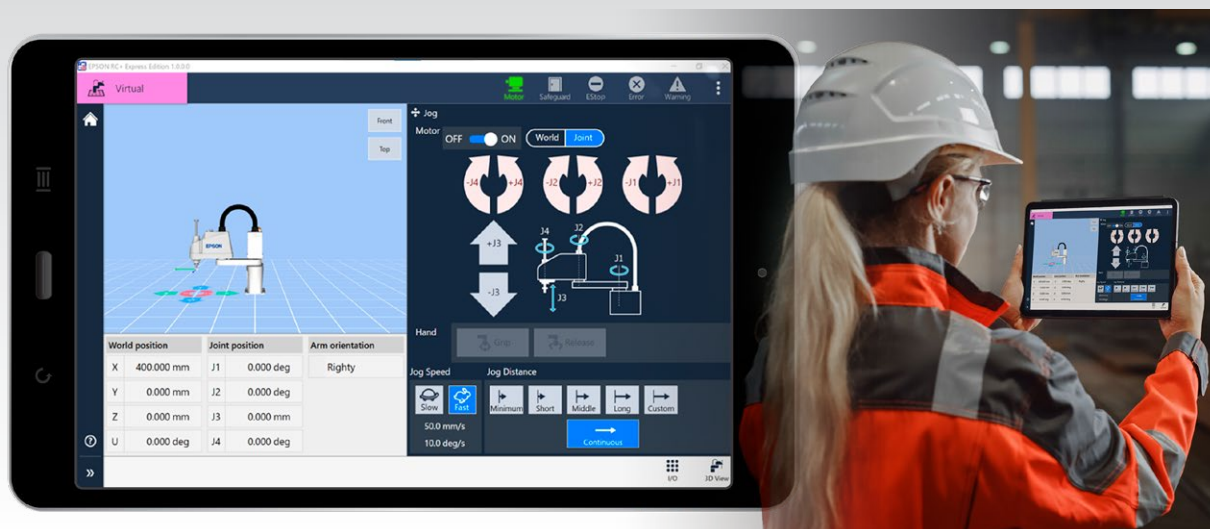 EPSON RC+ Express Edition 1.6.0.0
Virtual
Motor
Safeguard
EStop
Error
Warning
Front
Top
Jog
Motor OFF ON World Joint
-J4 +J4 -J2 +J2 -J1 +J1
+J3
-J3
J4 J2
J1
J3
EPSON
World position Joint position Arm orientation
X 400.000 mm J1 0.000 deg Righty
Y 0.000 mm J2 0.000 deg
Z 0.000 mm J3 0.000 mm
U 0.000 deg J4 0.000 deg
Hand
Grip Release
Jog Speed Jog Distance
Slow Fast Minimum Short Middle Long Custom
50.0 mm/s
10.0 deg/s
Continuous
I/O 3D View